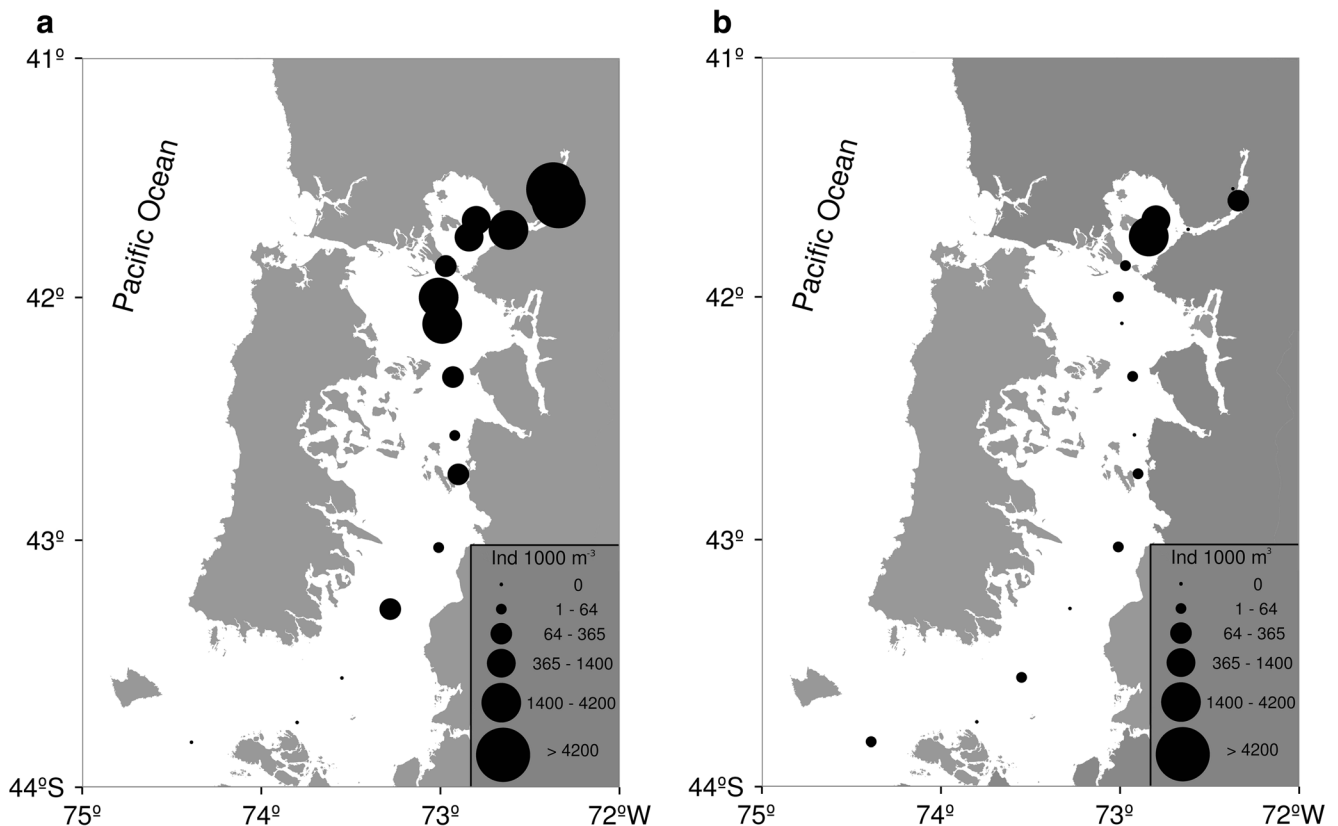 a
41º
42º
43º
44ºS
75º
74º
73º
72ºW
Pacific Ocean
Ind 1000 m-3
0
1 - 64
64 - 365
365 - 1400
1400 - 4200
> 4200
b
41º
42º
43º
44ºS
75º
74º
73º
72ºW
Pacific Ocean
Ind 1000 m3
0
1 - 64
64 - 365
365 - 1400
1400 - 4200
> 4200